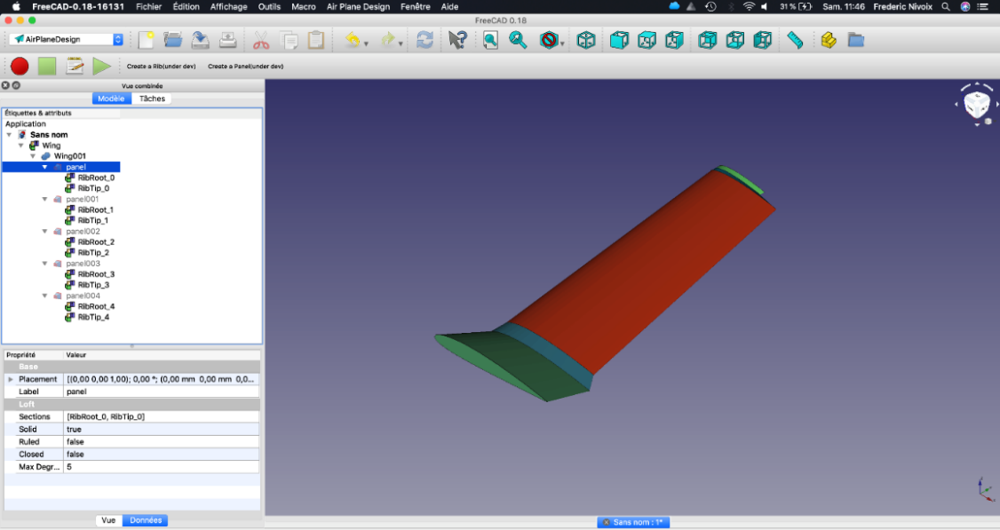 FreeCAD-0.18-16131 Fichier Édition Affichage Outils Macro Air Plane Design Fenêtre Aide 31 % Sam. 11:46 Frederic Nivoix
FreeCAD 0.18
AirPlaneDesign
Create a Rib(under dev) Create a Panel(under dev)
Vue combinée
Modèle Tâches
Étiquettes & attributs
Application
Sans nom
Wing
Wing001
panel
RibRoot_0
RibTip_0
panel001
RibRoot_1
RibTip_1
panel002
RibRoot_2
RibTip_2
panel003
RibRoot_3
RibTip_3
panel004
RibRoot_4
RibTip_4
Propriété Valeur
Base
Placement [(0,00 0,00 1,00); 0,00 °; (0,00 mm 0,00 mm 0,0...
Label panel
Loft
Sections [RibRoot_0, RibTip_0]
Solid true
Ruled false
Closed false
Max Degr... 5
Vue Données
Sans nom : 1*